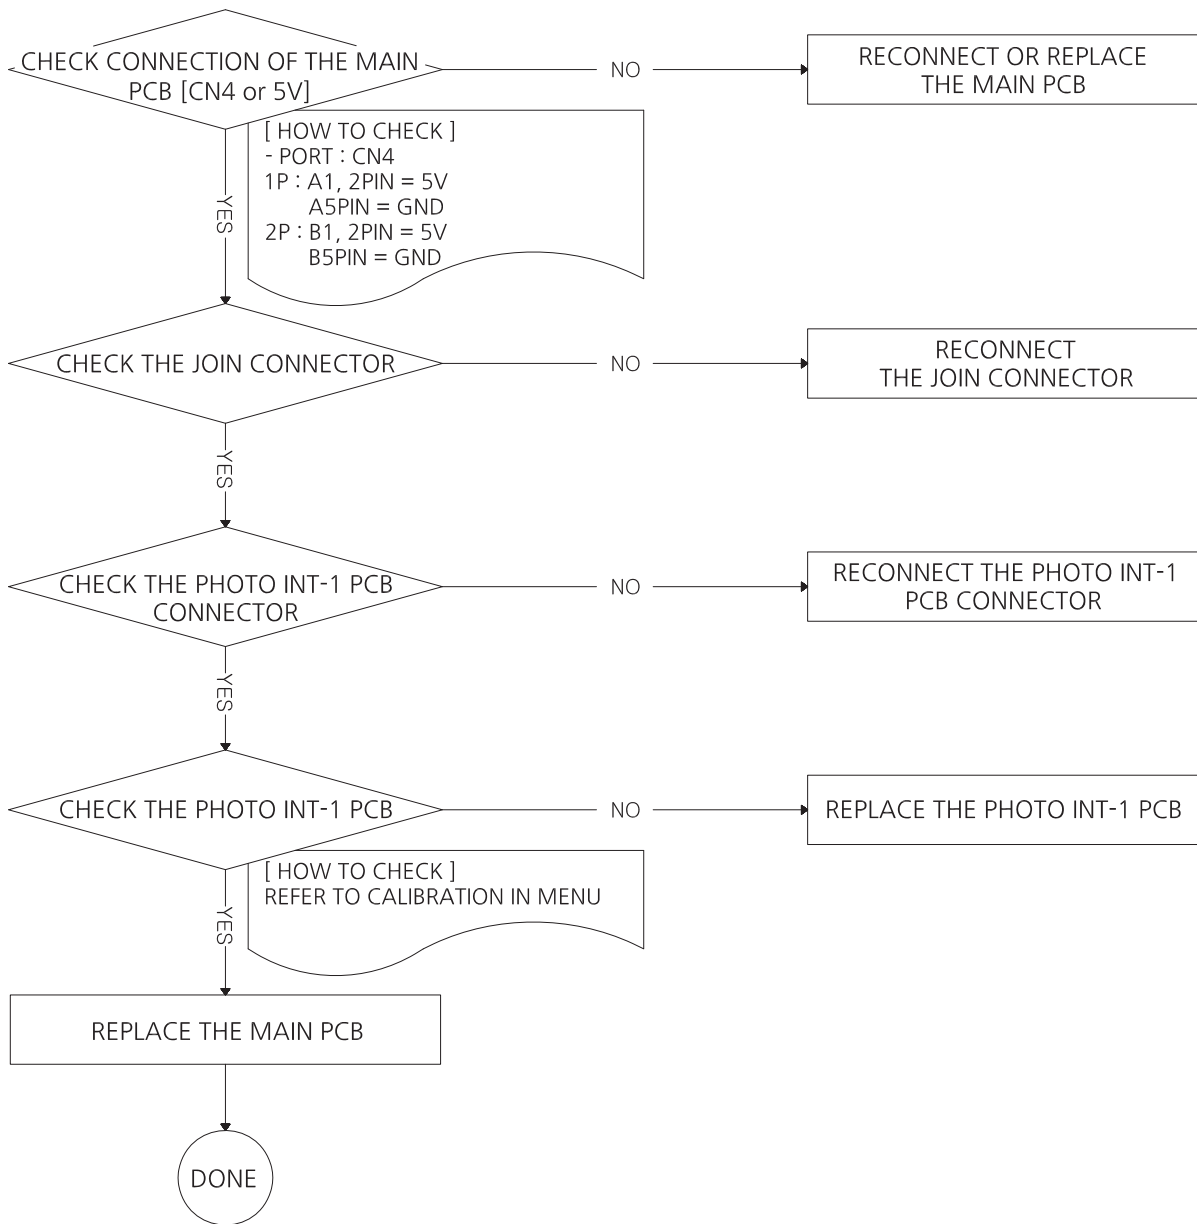 CHECK CONNECTION OF THE MAIN
PCB [CN4 or 5V]
NO
RECONNECT OR REPLACE
THE MAIN PCB
[ HOW TO CHECK ]
- PORT : CN4
1P : A1, 2PIN = 5V
A5PIN = GND
2P : B1, 2PIN = 5V
B5PIN = GND
YES
CHECK THE JOIN CONNECTOR
NO
RECONNECT
THE JOIN CONNECTOR
YES
CHECK THE PHOTO INT-1 PCB
CONNECTOR
NO
RECONNECT THE PHOTO INT-1
PCB CONNECTOR
YES
CHECK THE PHOTO INT-1 PCB
NO
REPLACE THE PHOTO INT-1 PCB
[ HOW TO CHECK ]
REFER TO CALIBRATION IN MENU
YES
REPLACE THE MAIN PCB
DONE